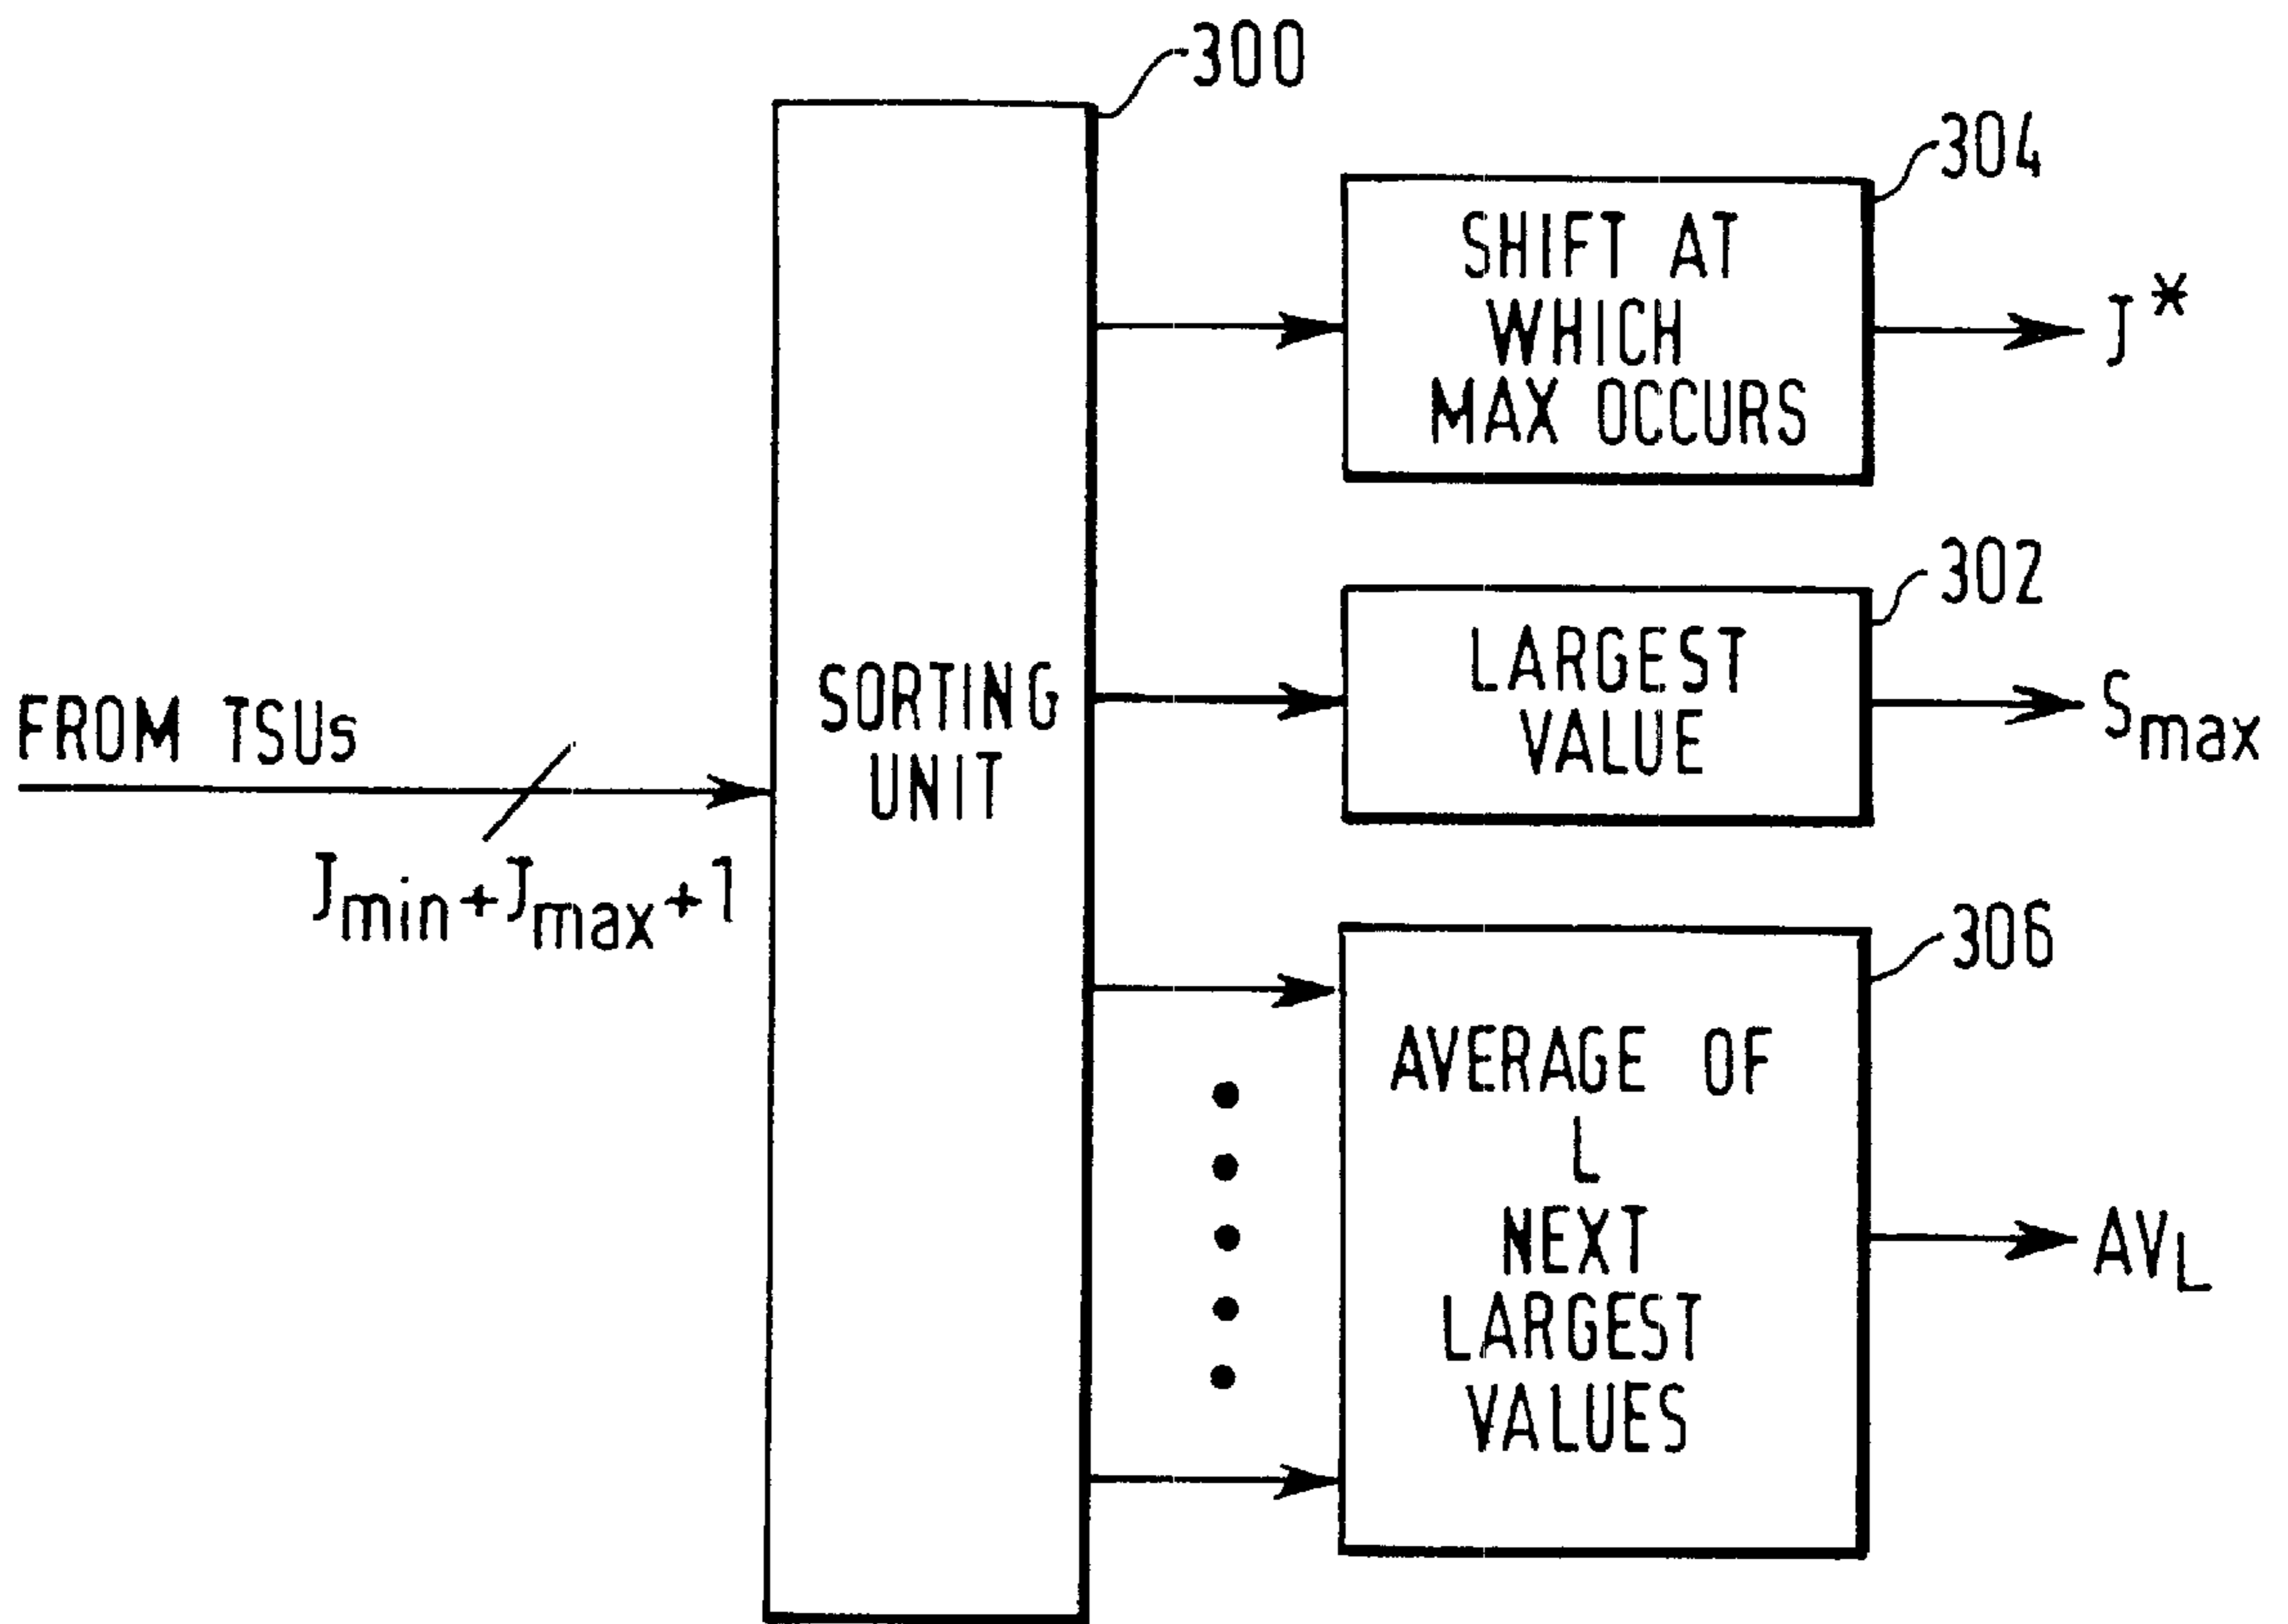 300
304
SHIFT AT
WHICH
MAX OCCURS
J*
302
LARGEST
VALUE
Smax
SORTING
UNIT
FROM TSUs
Jmin+Jmax+1
306
AVERAGE OF
L
NEXT
LARGEST
VALUES
AVL